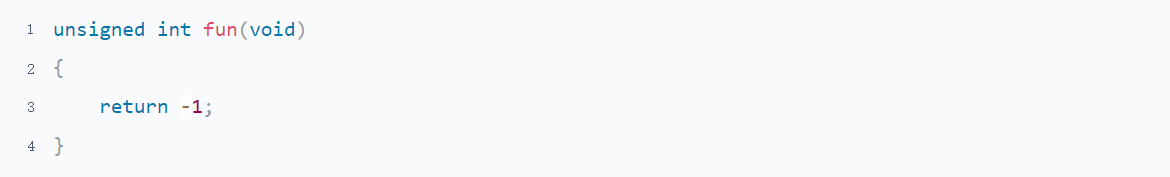 1 unsigned int fun(void)
2 {
3     return -1;
4 }